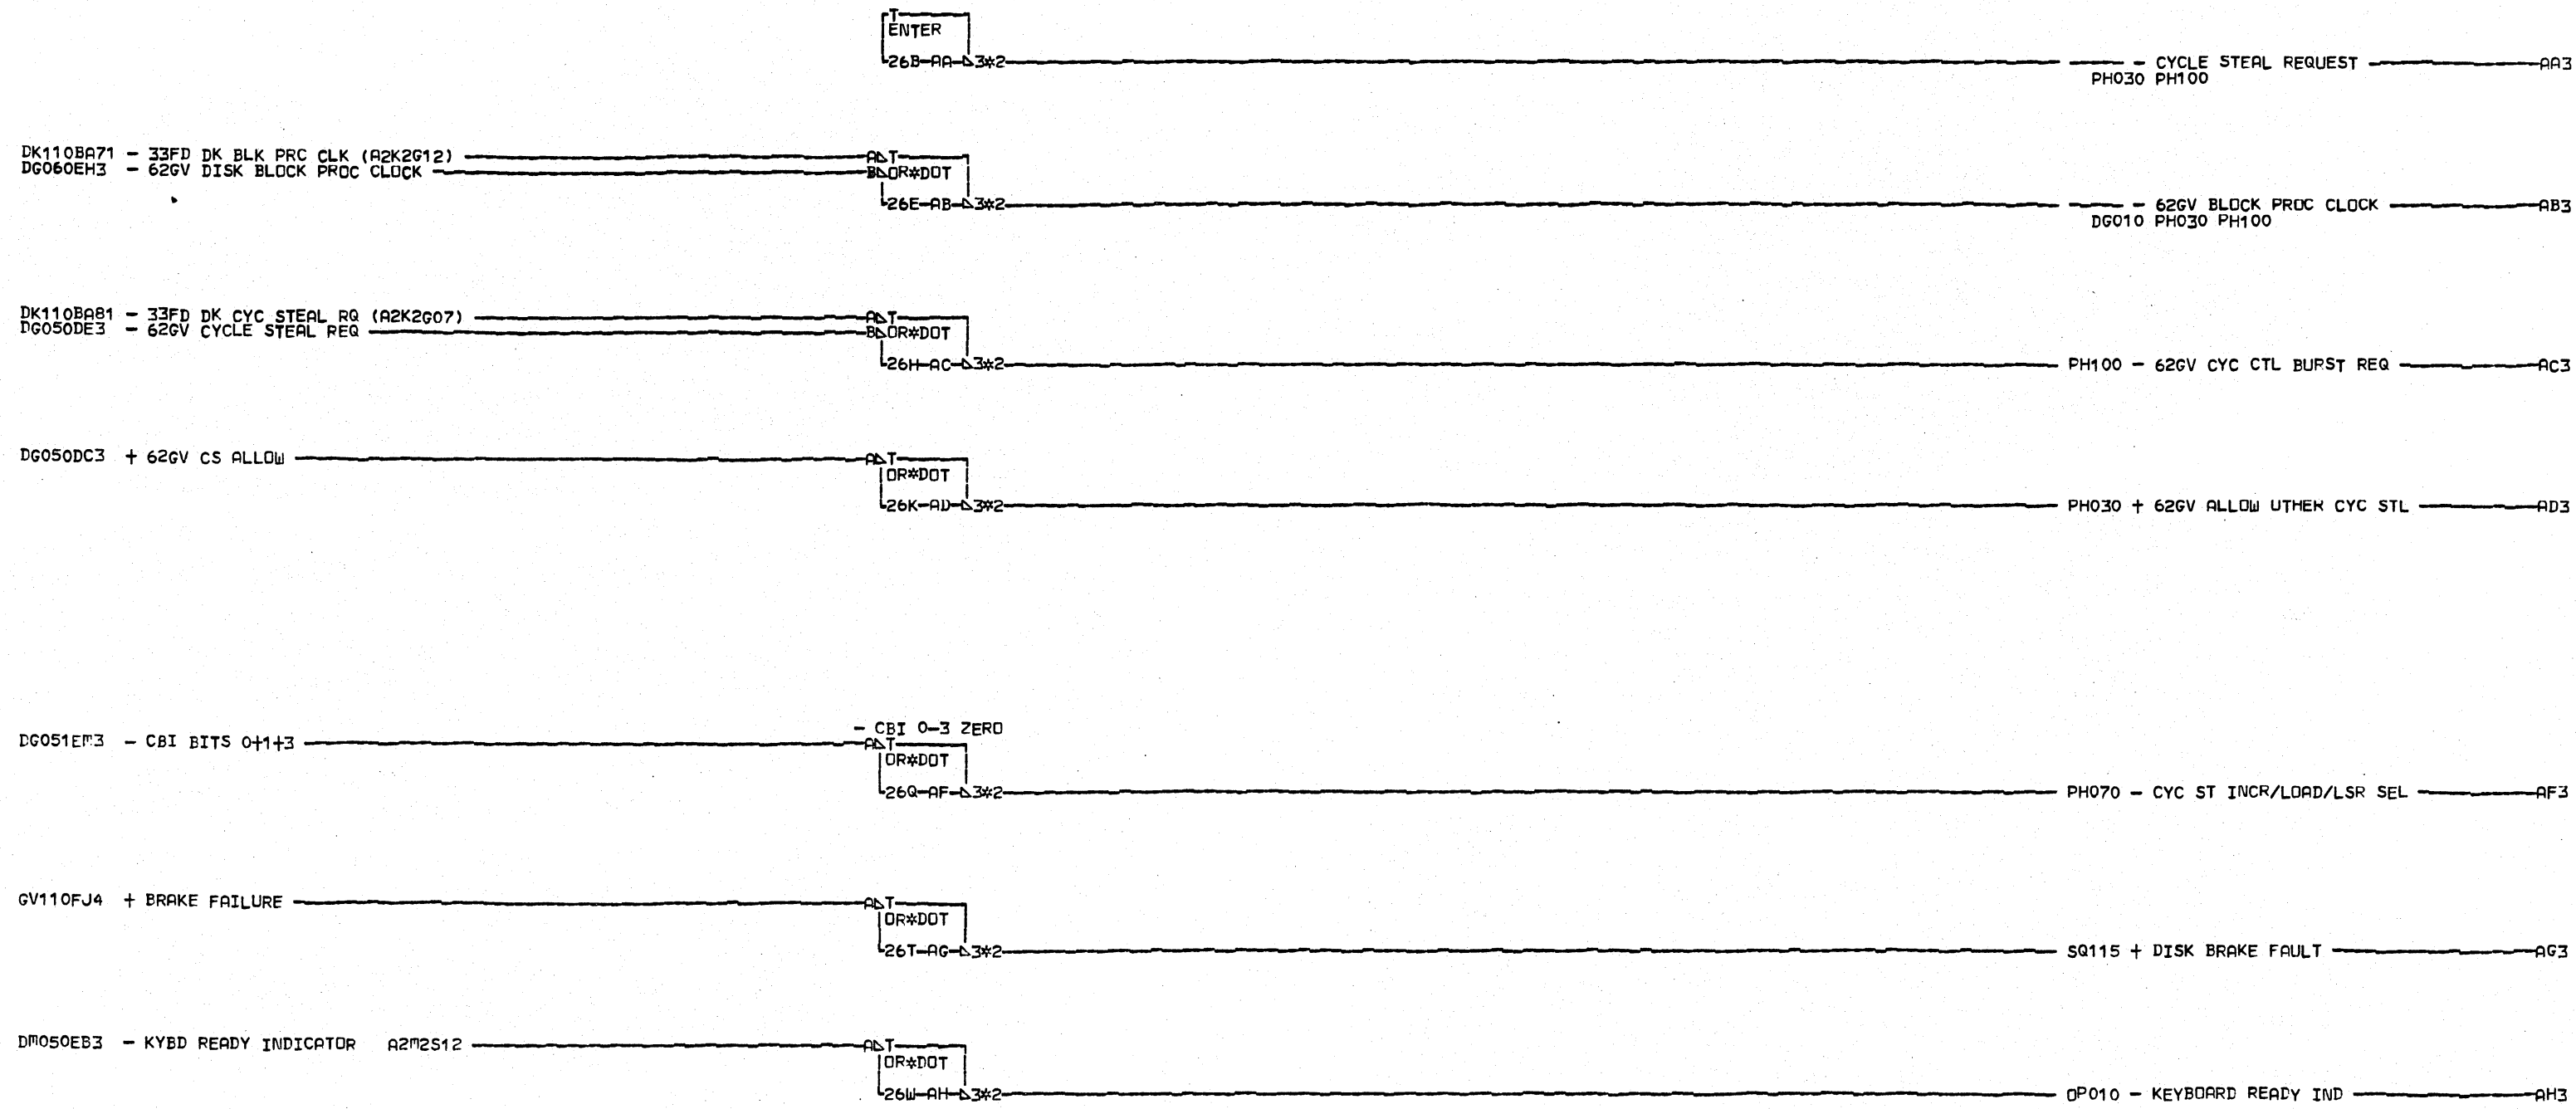 T
ENTER
26B-AA 3*2 - CYCLE STEAL REQUEST AA3
PH030 PH100
DK110BA71 - 33FD DK BLK PRC CLK (A2K2G12) A T
DG060EH3 - 62GV DISK BLOCK PROC CLOCK B OR*DOT
26E-AB 3*2 - 62GV BLOCK PROC CLOCK AB3
DG010 PH030 PH100
DK110BA81 - 33FD DK CYC STEAL RQ (A2K2G07) A T
DG050DE3 - 62GV CYCLE STEAL REQ B OR*DOT
26H-AC 3*2 PH100 - 62GV CYC CTL BURST REQ AC3
DG050DC3 + 62GV CS ALLOW A T
OR*DOT
26K-AD 3*2 PH030 + 62GV ALLOW UTHER CYC STL AD3
- CBI 0-3 ZERO
DG051EM3 - CBI BITS 0+1+3 A T
OR*DOT
26Q-AF 3*2 PH070 - CYC ST INCR/LOAD/LSR SEL AF3
GV110FJ4 + BRAKE FAILURE A T
OR*DOT
26T-AG 3*2 SQ115 + DISK BRAKE FAULT AG3
DM050EB3 - KYBD READY INDICATOR A2M2S12 A T
OR*DOT
26W-AH 3*2 OP010 - KEYBOARD READY IND AH3